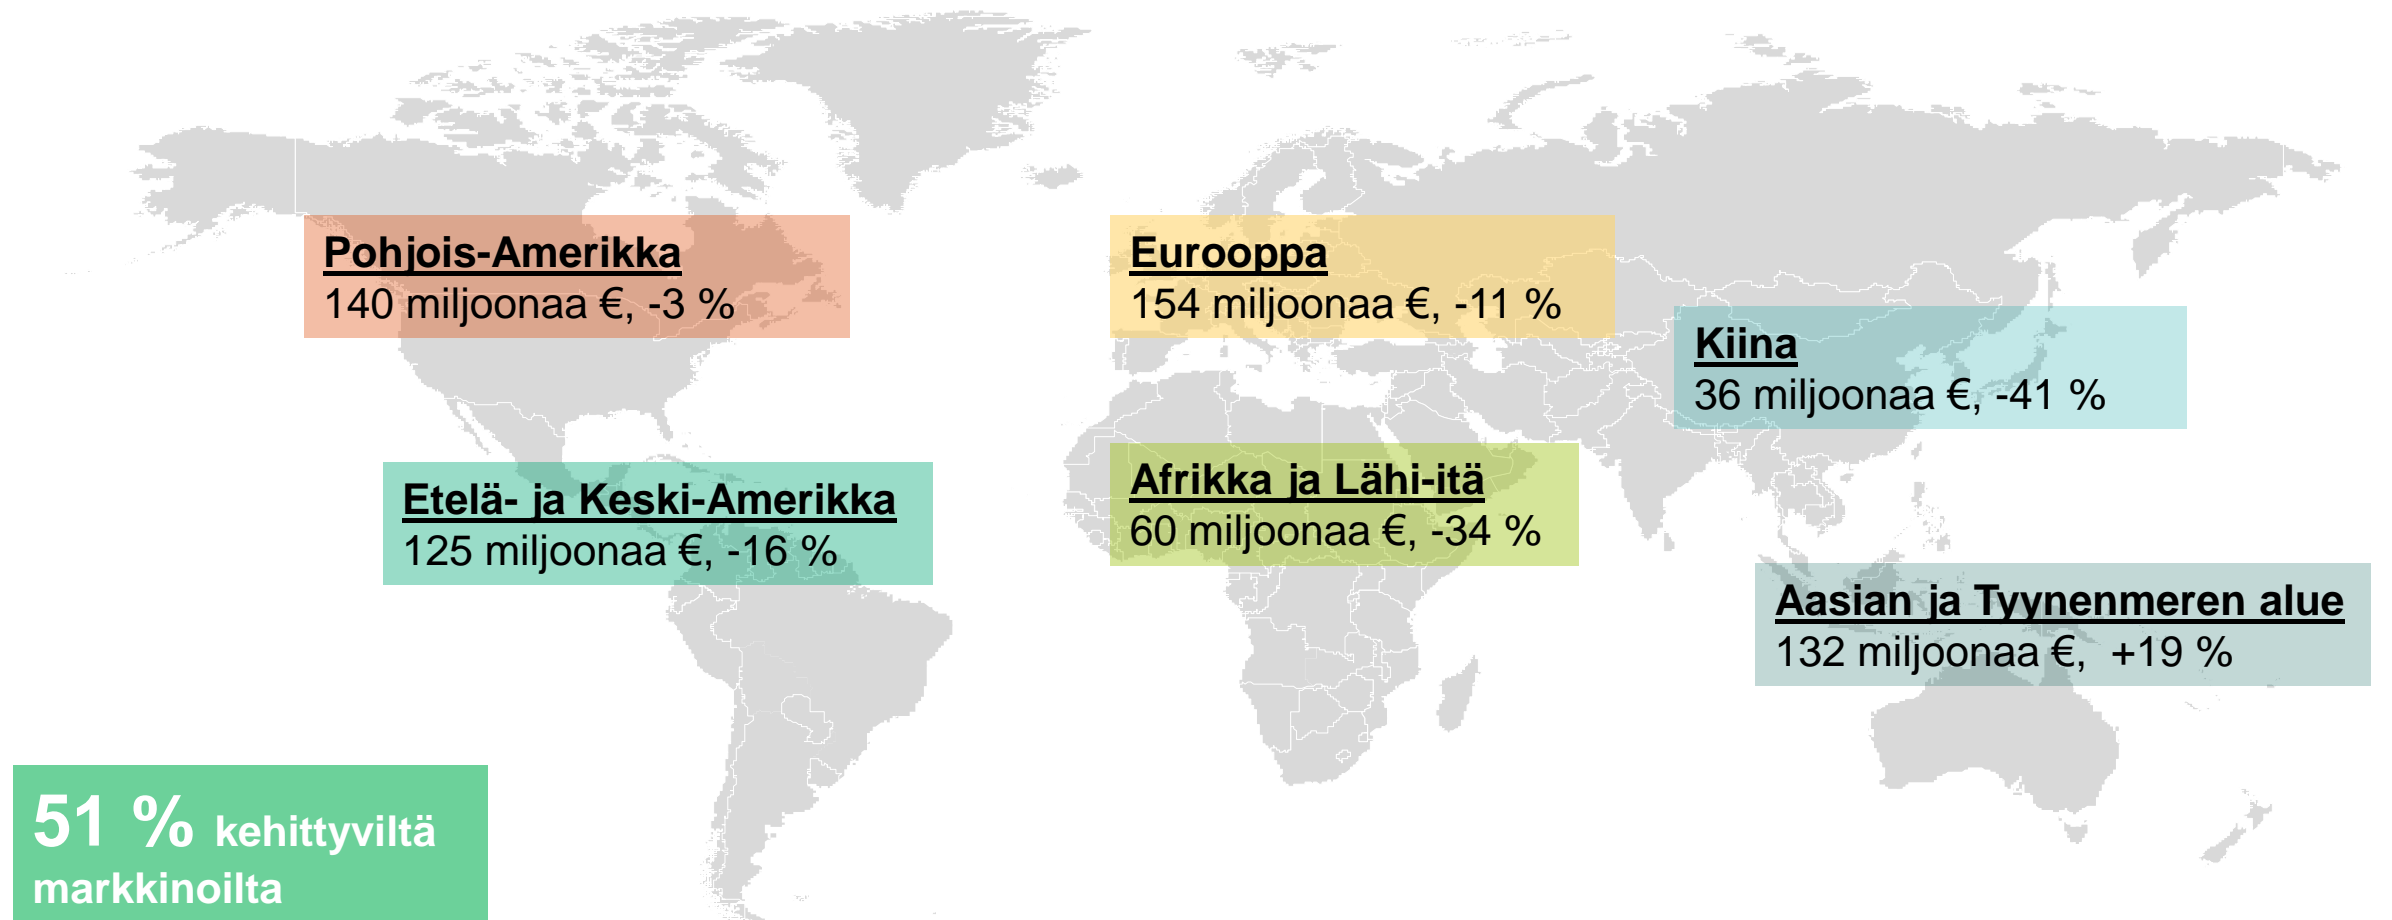 Pohjois-Amerikka
140 miljoonaa €, -3 %
Eurooppa
154 miljoonaa €, -11 %
Kiina
36 miljoonaa €, -41 %
Etelä- ja Keski-Amerikka
125 miljoonaa €, -16 %
Afrikka ja Lähi-itä
60 miljoonaa €, -34 %
Aasian ja Tyynenmeren alue
132 miljoonaa €, +19 %
51 % kehittyviltä
markkinoilta